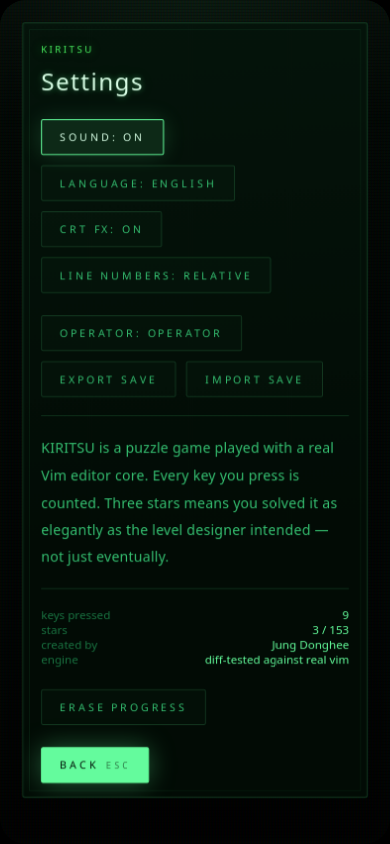 KIRITSU
Settings
SOUND: ON
LANGUAGE: ENGLISH
CRT FX: ON
LINE NUMBERS: RELATIVE
OPERATOR: OPERATOR
EXPORT SAVE
IMPORT SAVE
KIRITSU is a puzzle game played with a real
Vim editor core. Every key you press is
counted. Three stars means you solved it as
elegantly as the level designer intended —
not just eventually.
keys pressed 9
stars 3 / 153
created by Jung Donghee
engine diff-tested against real vim
ERASE PROGRESS
BACK ESC